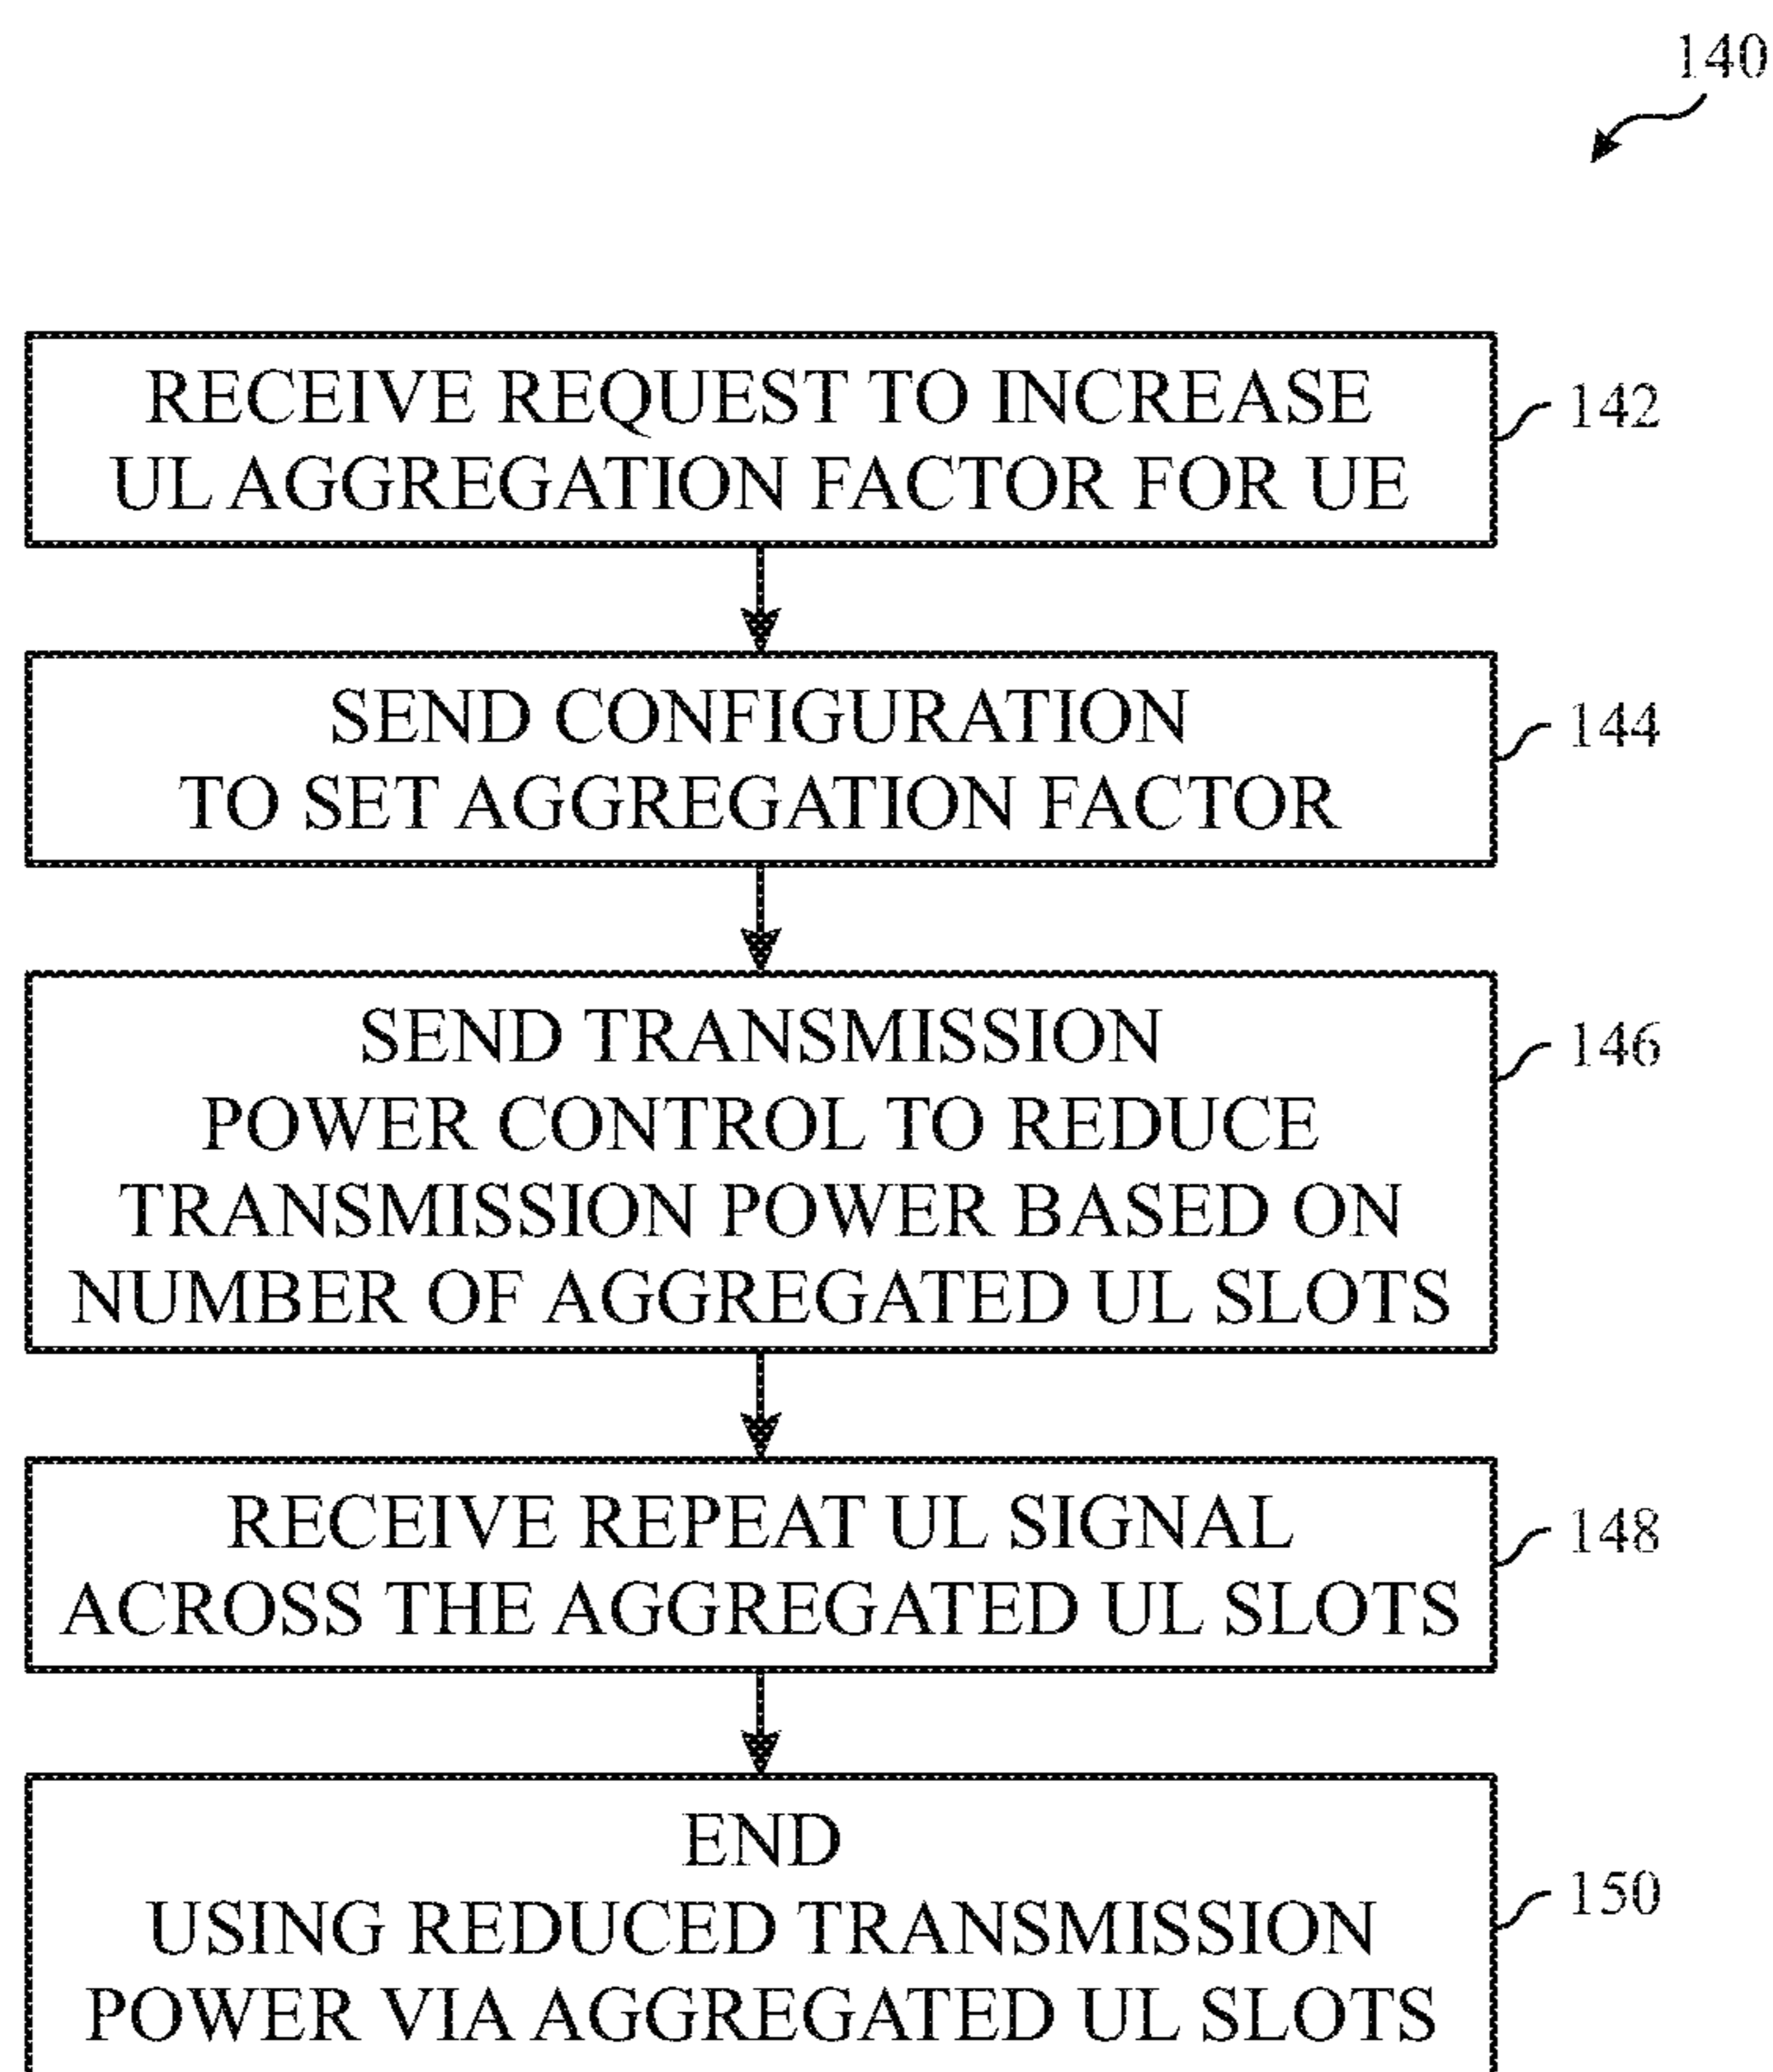 140
RECEIVE REQUEST TO INCREASE
UL AGGREGATION FACTOR FOR UE
142
SEND CONFIGURATION
TO SET AGGREGATION FACTOR
144
SEND TRANSMISSION
POWER CONTROL TO REDUCE
TRANSMISSION POWER BASED ON
NUMBER OF AGGREGATED UL SLOTS
146
RECEIVE REPEAT UL SIGNAL
ACROSS THE AGGREGATED UL SLOTS
148
END
USING REDUCED TRANSMISSION
POWER VIA AGGREGATED UL SLOTS
150